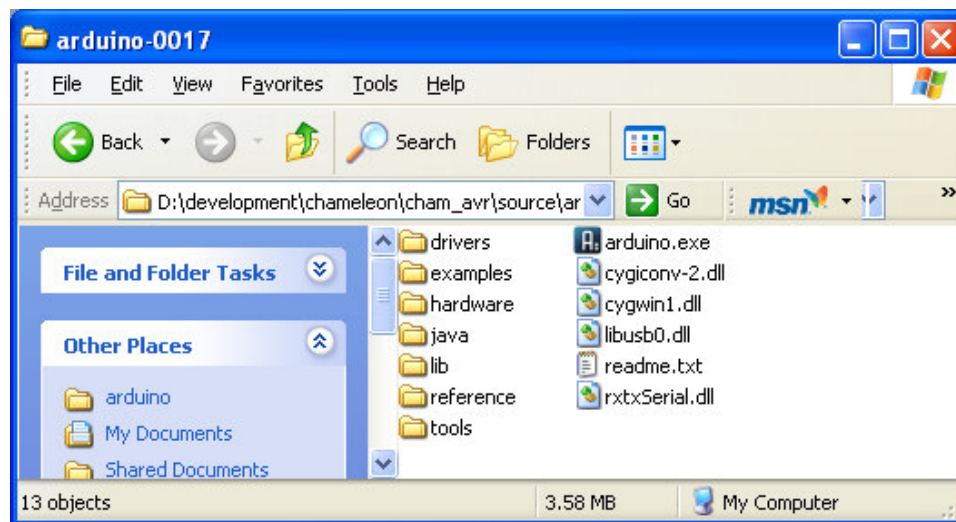 arduino-0017
File Edit View Favorites Tools Help
Back Search Folders
Address D:\development\chameleon\cham_avr\source\ar Go msn »
File and Folder Tasks
Other Places
arduino
My Documents
Shared Documents
drivers
examples
hardware
java
lib
reference
tools
arduino.exe
cygiconv-2.dll
cygwin1.dll
libusb0.dll
readme.txt
rxtxSerial.dll
13 objects 3.58 MB My Computer